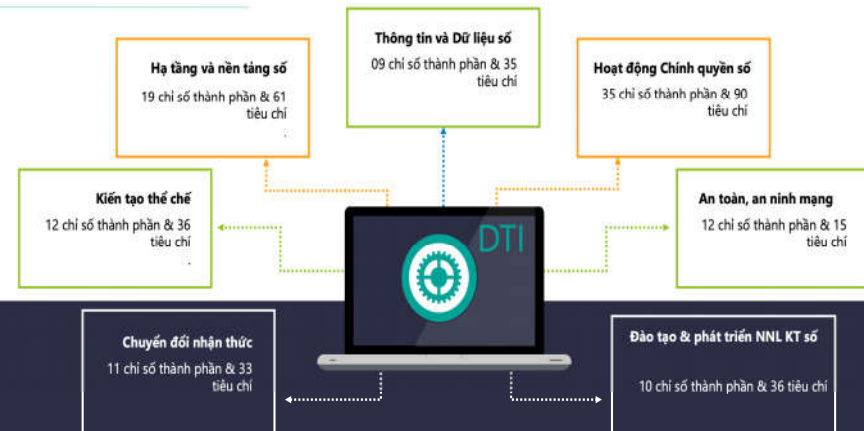 Thông tin và Dữ liệu số
09 chỉ số thành phần & 35
tiêu chí
Hạ tầng và nền tảng số
19 chỉ số thành phần & 61
tiêu chí
.
Hoạt động Chính quyền số
35 chỉ số thành phần & 90
tiêu chí
Kiến tạo thể chế
12 chỉ số thành phần & 36
tiêu chí
.
An toàn, an ninh mạng
12 chỉ số thành phần & 15
tiêu chí
DTI
Chuyển đổi nhận thức
11 chỉ số thành phần & 33
tiêu chí
Đào tạo & phát triển NNL KT số
10 chỉ số thành phần & 36 tiêu chí